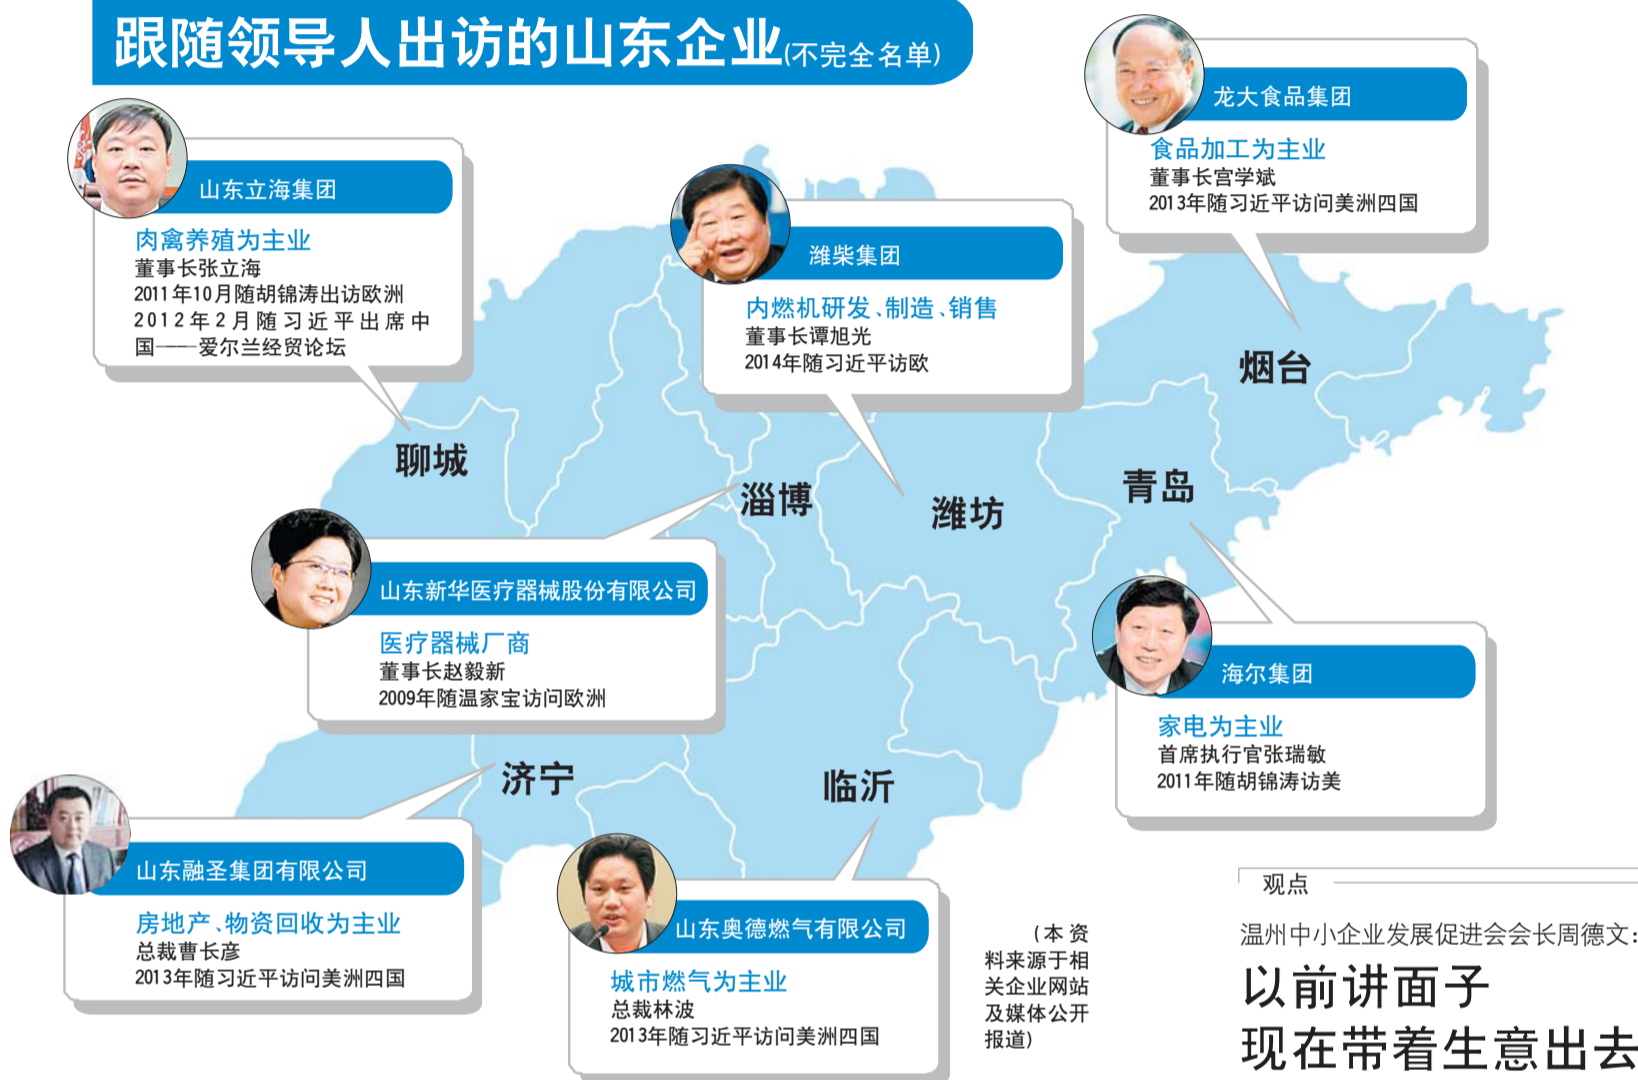 跟随领导人出访的山东企业(不完全名单)
龙大食品集团
食品加工为主业
董事长宫学斌
2013年随习近平访问美洲四国
山东立海集团
肉禽养殖为主业
董事长张立海
2011年10月随胡锦涛出访欧洲
2012年2月随习近平出席中
国——爱尔兰经贸论坛
潍柴集团
内燃机研发、制造、销售
董事长谭旭光
2014年随习近平访欧
烟台
聊城
淄博
潍坊
青岛
山东新华医疗器械股份有限公司
医疗器械厂商
董事长赵毅新
2009年随温家宝访问欧洲
海尔集团
家电为主业
首席执行官张瑞敏
2011年随胡锦涛访美
济宁
临沂
山东融圣集团有限公司
房地产、物资回收为主业
总裁曹长彦
2013年随习近平访问美洲四国
山东奥德燃气有限公司
城市燃气为主业
总裁林波
2013年随习近平访问美洲四国
(本资
料来源于相
关企业网站
及媒体公开
报道)
观点
温州中小企业发展促进会会长周德文:
以前讲面子
现在带着生意出去